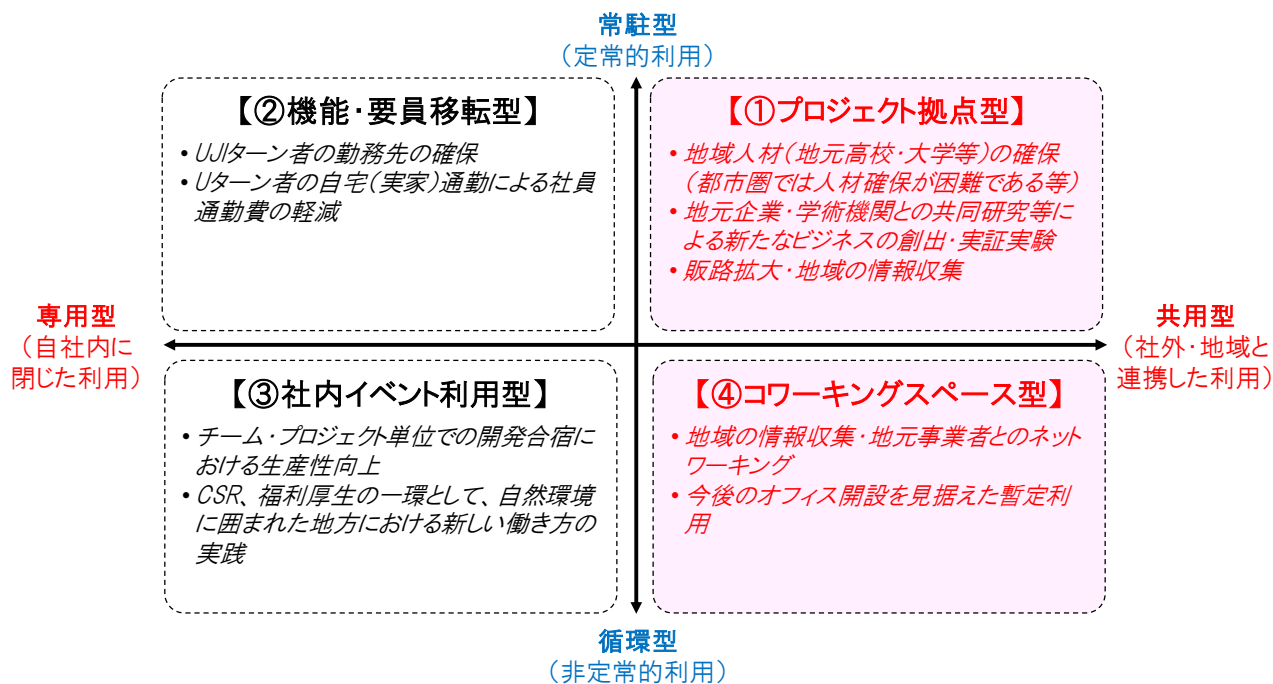 常駐型
（定常的利用）
【②機能・要員移転型】
• UJIターン者の勤務先の確保
• Uターン者の自宅（実家）通勤による社員
通勤費の軽減
【①プロジェクト拠点型】
• 地域人材（地元高校・大学等）の確保
（都市圏では人材確保が困難である等）
• 地元企業・学術機関との共同研究等に
よる新たなビジネスの創出・実証実験
• 販路拡大・地域の情報収集
専用型
（自社内に
閉じた利用）
共用型
（社外・地域と
連携した利用）
【③社内イベント利用型】
• チーム・プロジェクト単位での開発合宿に
おける生産性向上
• CSR、福利厚生の一環として、自然環境
に囲まれた地方における新しい働き方の
実践
【④コワーキングスペース型】
• 地域の情報収集・地元事業者とのネット
ワーキング
• 今後のオフィス開設を見据えた暫定利
用
循環型
（非定常的利用）